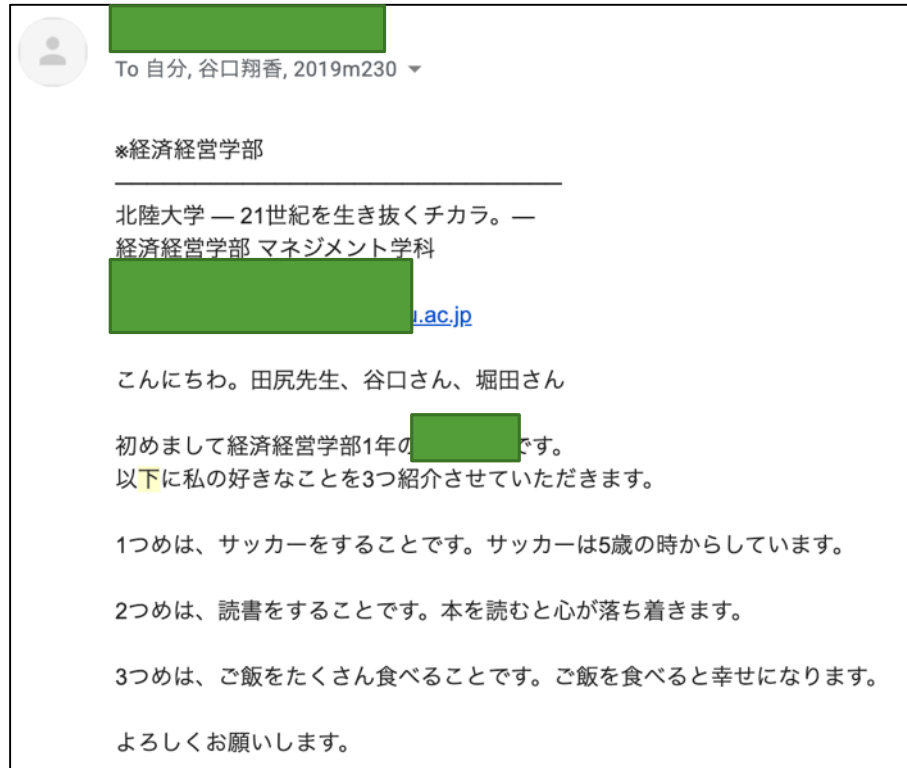 To 自分, 谷口翔香, 2019m230
※経済経営学部
北陸大学 — 21世紀を生き抜くチカラ。—
経済経営学部 マネジメント学科
.ac.jp
こんにちわ。田尻先生、谷口さん、堀田さん
初めまして経済経営学部1年の です。
以下に私の好きなことを3つ紹介させていただきます。
1つめは、サッカーをすることです。サッカーは5歳の時からしています。
2つめは、読書をすることです。本を読むと心が落ち着きます。
3つめは、ご飯をたくさん食べることです。ご飯を食べると幸せになります。
よろしくお願いします。